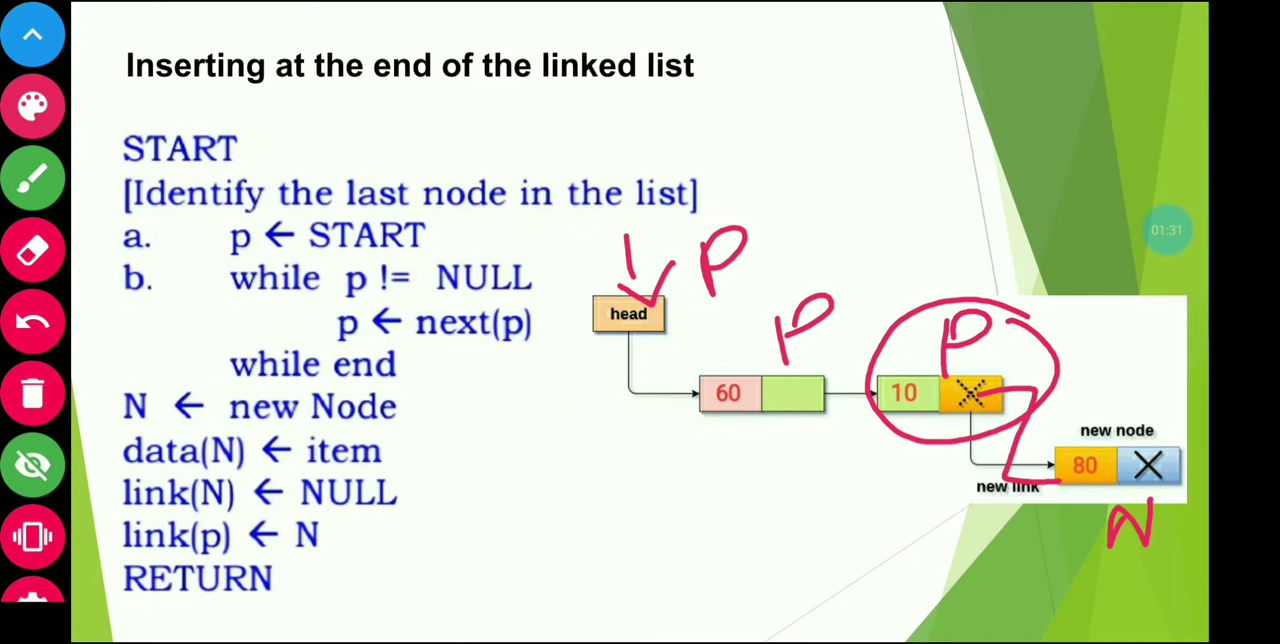 Inserting at the end of the linked list
START
[Identify the last node in the list]
a. p ← START
b. while p != NULL
p ← next(p)
while end
N ← new Node
data(N) ← item
link(N) ← NULL
link(p) ← N
RETURN
P
head
P
P
60
10
new node
80
new link
N
01:31